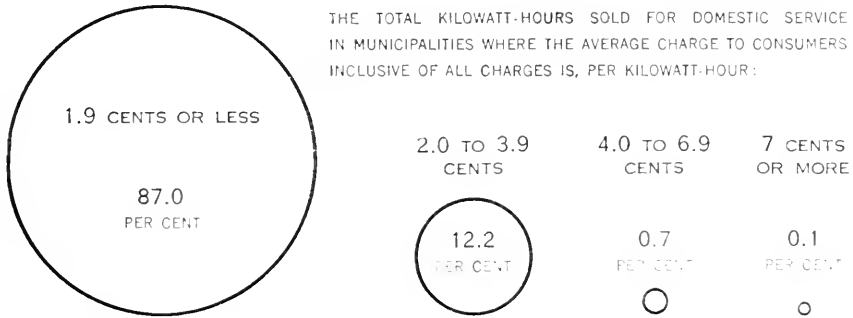 THE TOTAL KILOWATT-HOURS SOLD FOR DOMESTIC SERVICE
IN MUNICIPALITIES WHERE THE AVERAGE CHARGE TO CONSUMERS
INCLUSIVE OF ALL CHARGES IS, PER KILOWATT-HOUR:
1.9 CENTS OR LESS
87.0
PER CENT
2.0 TO 3.9
CENTS
12.2
PER CENT
4.0 TO 6.9
CENTS
0.7
PER CENT
7 CENTS
OR MORE
0.1
PER CENT